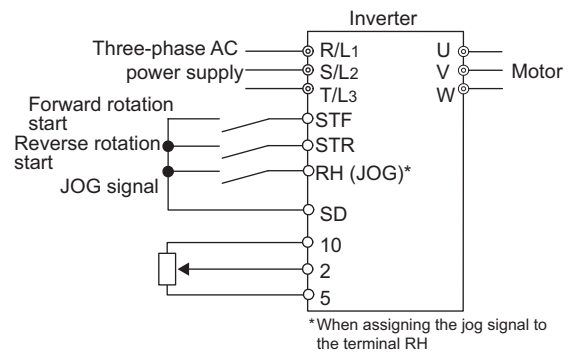 Inverter
Three-phase AC
power supply
R/L1
S/L2
T/L3
U
V
W
Motor
Forward rotation
start
STF
Reverse rotation
start
STR
JOG signal
RH (JOG)*
SD
10
2
5
*When assigning the jog signal to
the terminal RH